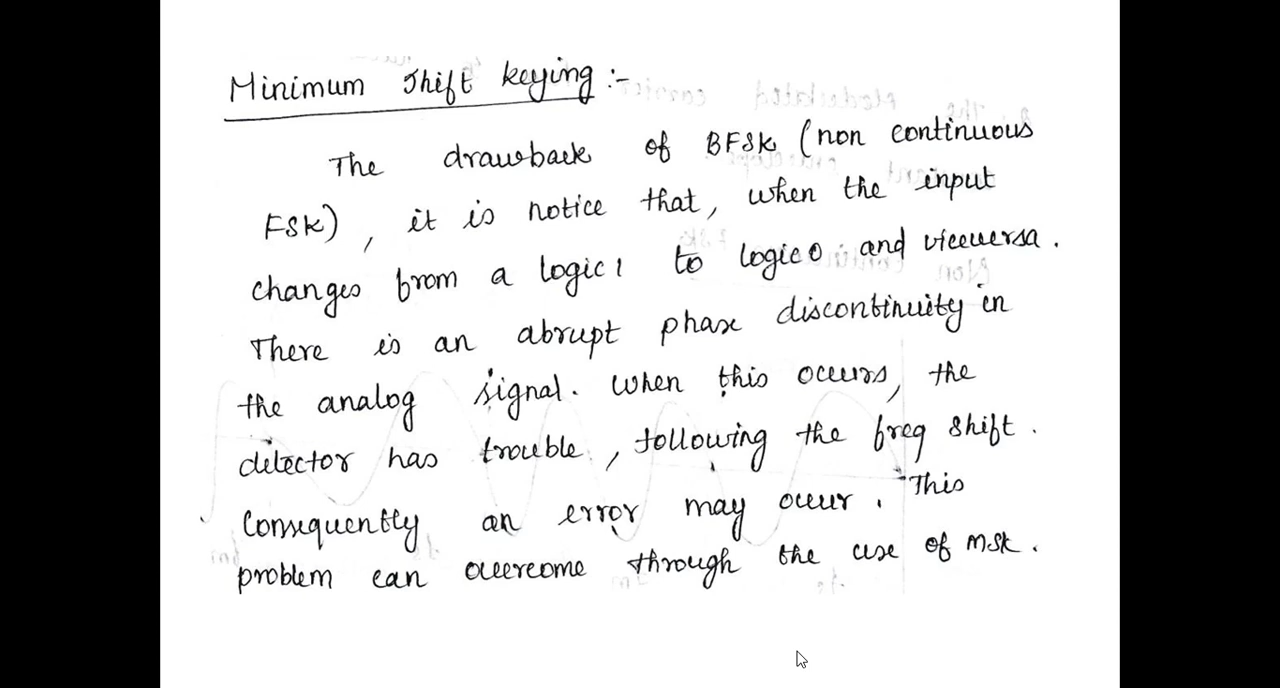 Minimum Shift Keying :-
The drawback of BFSK (non continuous
FSK), it is notice that, when the input
changes from a logic 1 to logic 0 and viceversa.
There is an abrupt phase discontinuity in
the analog signal. When this occurs, the
detector has trouble, following the freq shift.
Consequently an error may occur. This
problem can overcome through the use of MSK.